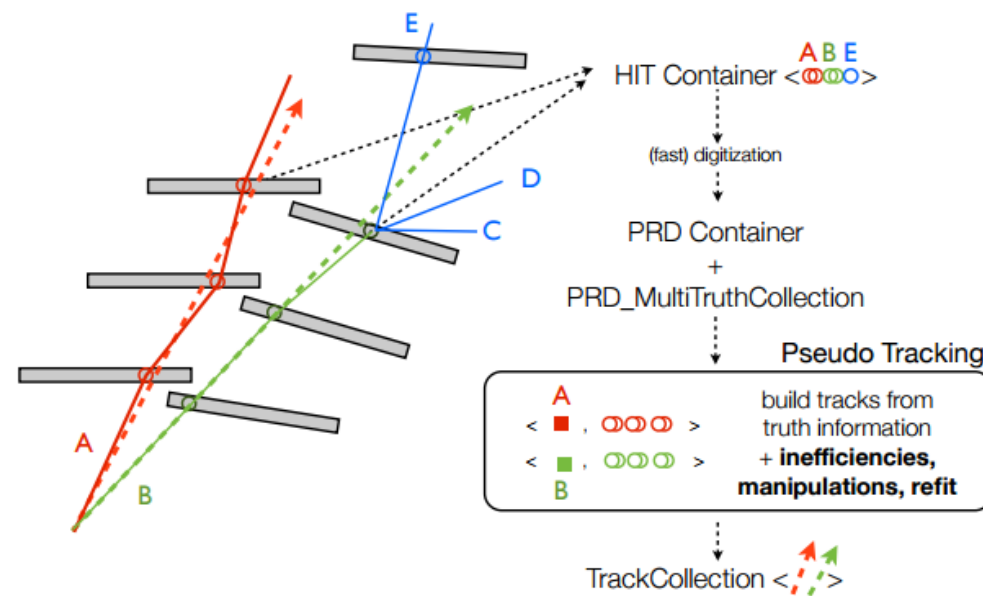 E
A B E
HIT Container < >
(fast) digitization
D
C
PRD Container
+
PRD_MultiTruthCollection
Pseudo Tracking
A
< , >
< , >
B
build tracks from
truth information
+ inefficiencies,
manipulations, refit
A
B
TrackCollection < >